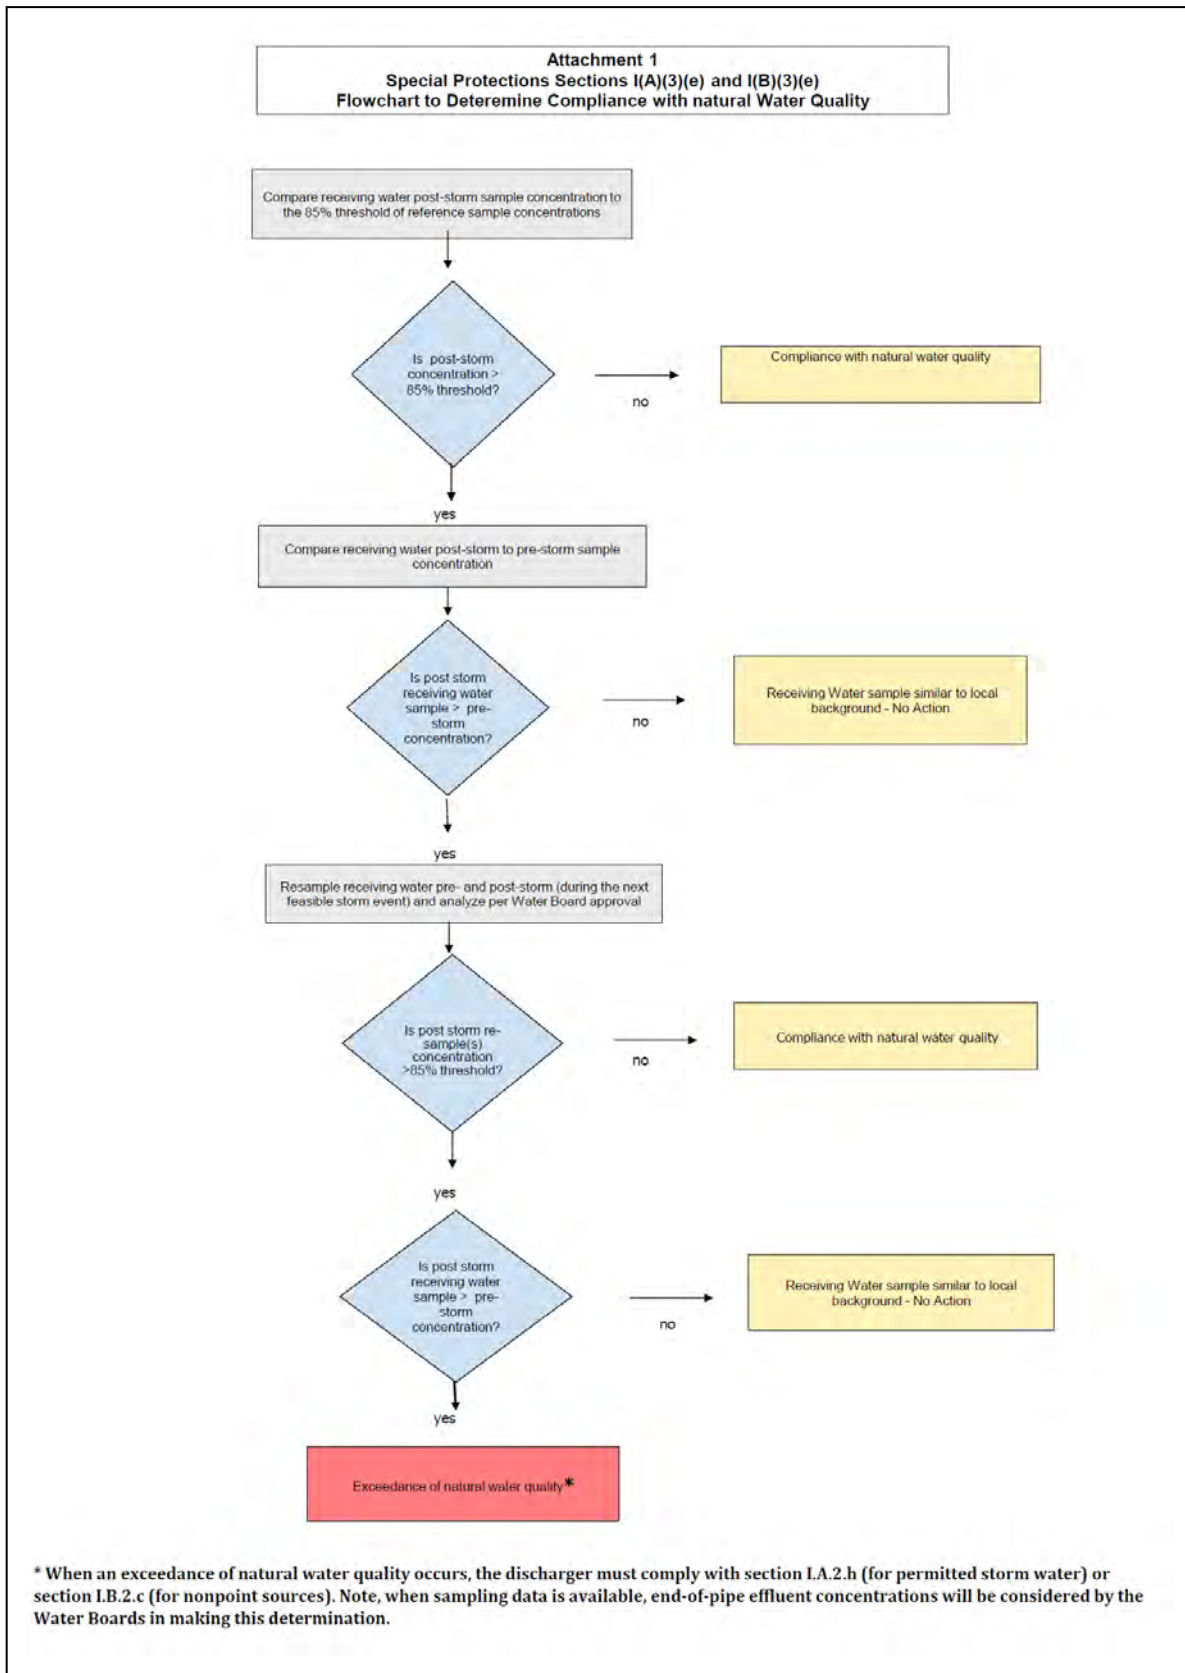 Attachment 1
Special Protections Sections I(A)(3)(e) and I(B)(3)(e)
Flowchart to Deteremine Compliance with natural Water Quality
Compare receiving water post-storm sample concentration to
the 85% threshold of reference sample concentrations
Is post-storm
concentration >
85% threshold?
no
Compliance with natural water quality
yes
Compare receiving water post-storm to pre-storm sample
concentration
Is post storm
receiving water
sample > pre-
storm
concentration?
no
Receiving Water sample similar to local
background - No Action
yes
Resample receiving water pre- and post-storm (during the next
feasible storm event) and analyze per Water Board approval
Is post storm re-
sample(s)
concentration
>85% threshold?
no
Compliance with natural water quality
yes
Is post storm
receiving water
sample > pre-
storm
concentration?
no
Receiving Water sample similar to local
background - No Action
yes
Exceedance of natural water quality*
* When an exceedance of natural water quality occurs, the discharger must comply with section I.A.2.h (for permitted storm water) or
section I.B.2.c (for nonpoint sources). Note, when sampling data is available, end-of-pipe effluent concentrations will be considered by the
Water Boards in making this determination.